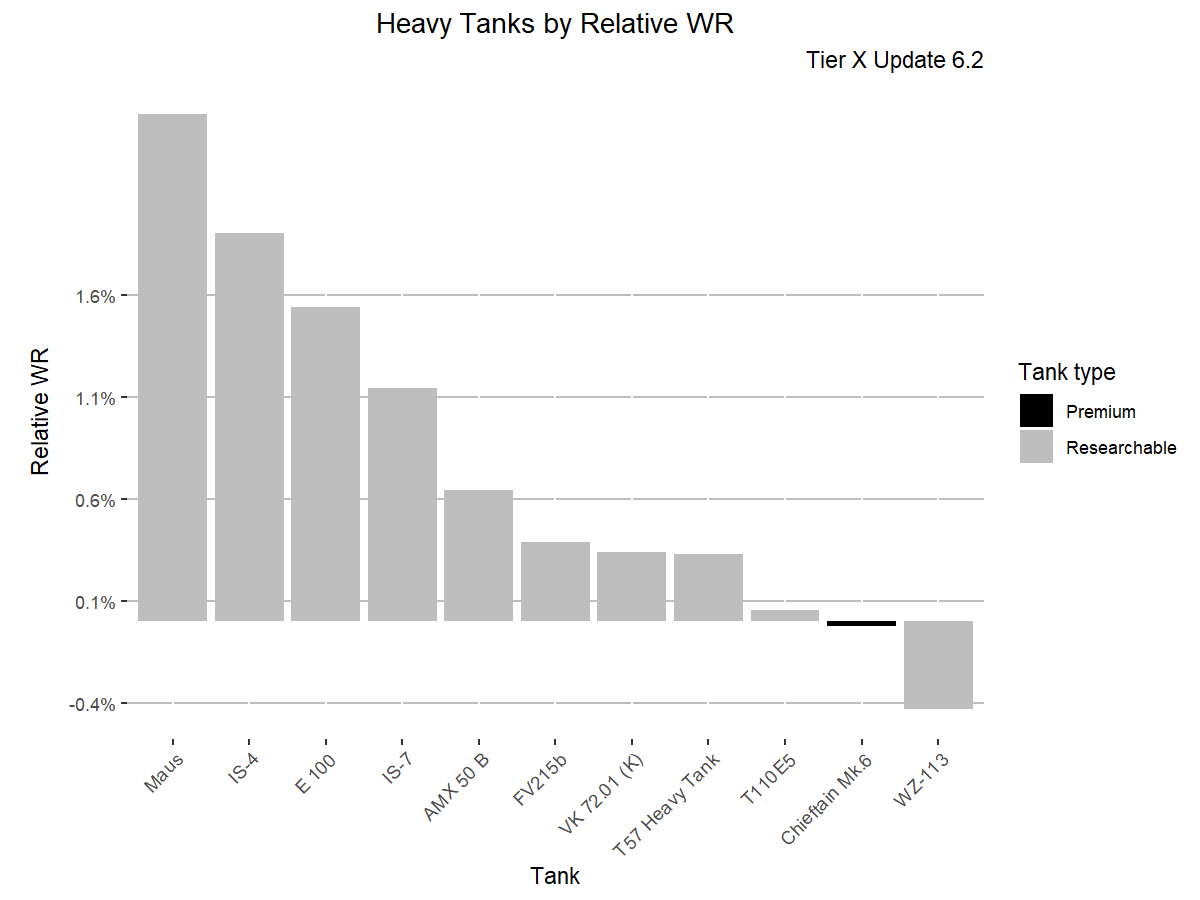 Heavy Tanks by Relative WR
Tier X Update 6.2
Relative WR
1.6%
1.1%
0.6%
0.1%
-0.4%
Maus
IS-4
E 100
IS-7
AMX 50 B
FV215b
VK 72.01 (K)
T57 Heavy Tank
T110E5
Chieftain Mk.6
WZ-113
Tank
Tank type
Premium
Researchable